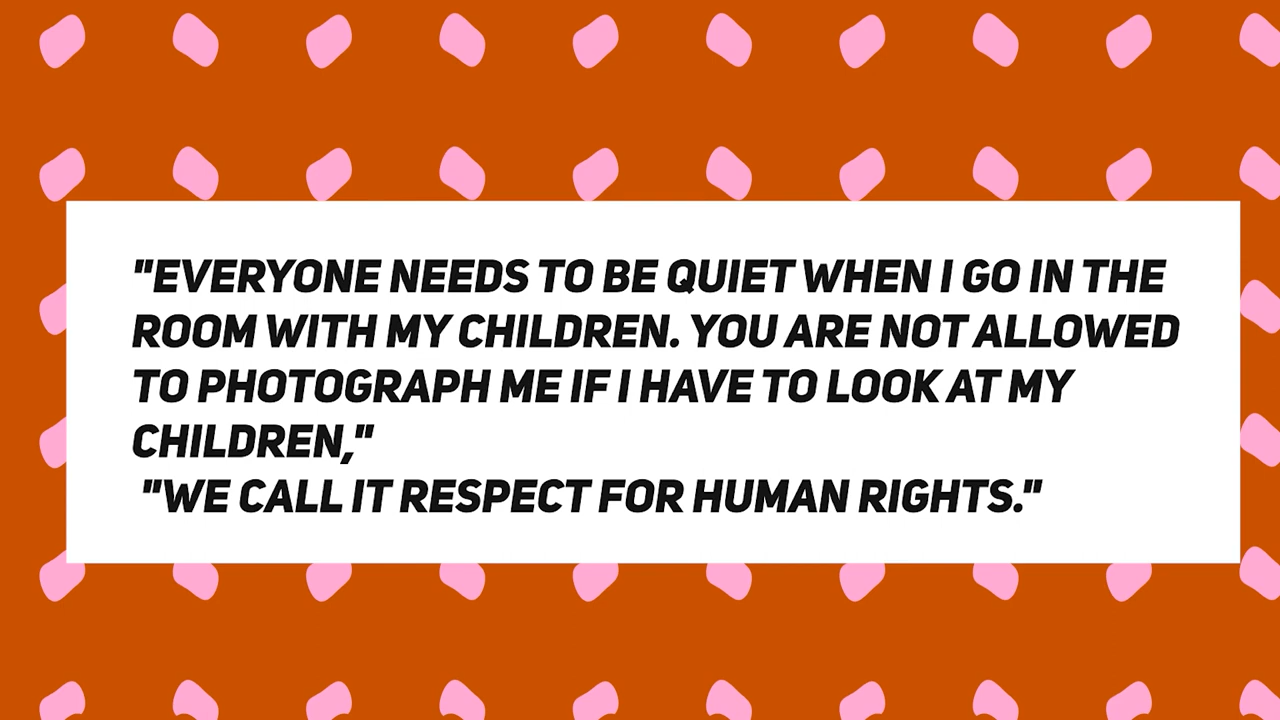 "EVERYONE NEEDS TO BE QUIET WHEN I GO IN THE
ROOM WITH MY CHILDREN. YOU ARE NOT ALLOWED
TO PHOTOGRAPH ME IF I HAVE TO LOOK AT MY
CHILDREN,"
"WE CALL IT RESPECT FOR HUMAN RIGHTS."